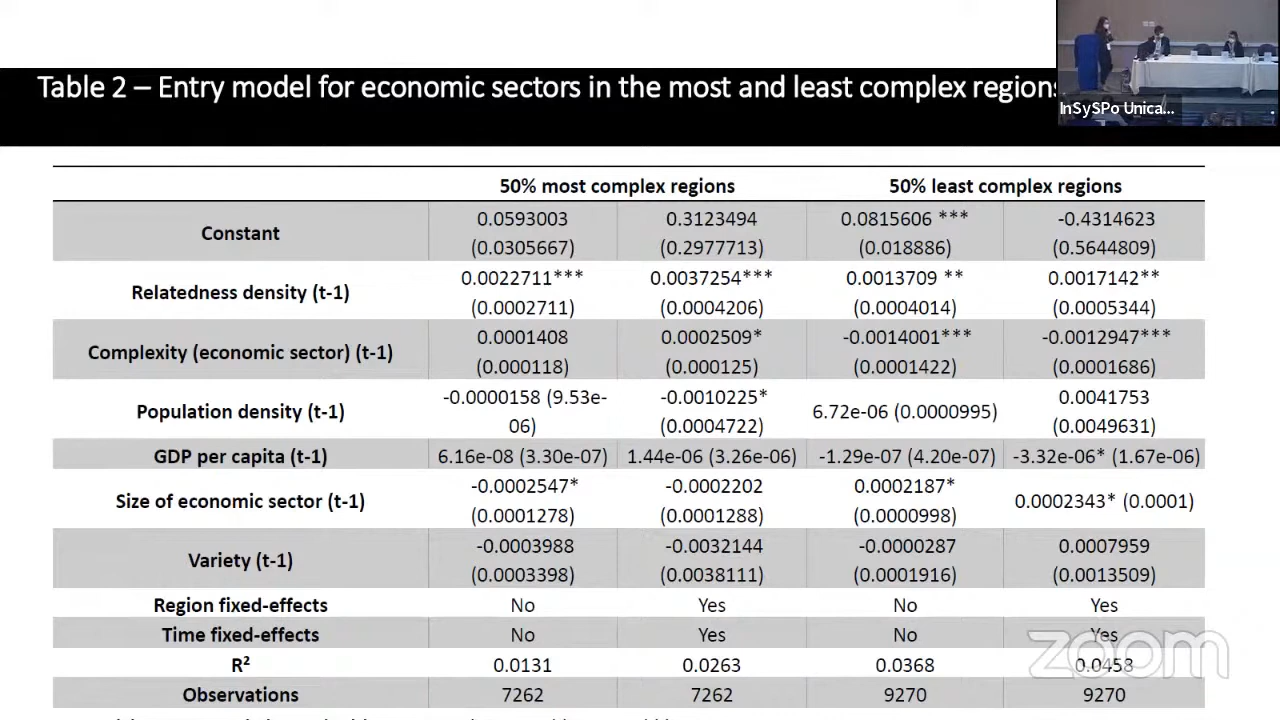 Table 2 – Entry model for economic sectors in the most and least complex regions
InSySPo Unica...
50% most complex regions 50% least complex regions
Constant 0.0593003 0.3123494 0.0815606 *** -0.4314623
(0.0305667) (0.2977713) (0.018886) (0.5644809)
Relatedness density (t-1) 0.0022711*** 0.0037254*** 0.0013709 ** 0.0017142**
(0.0002711) (0.0004206) (0.0004014) (0.0005344)
Complexity (economic sector) (t-1) 0.0001408 0.0002509* -0.0014001*** -0.0012947***
(0.000118) (0.000125) (0.0001422) (0.0001686)
Population density (t-1) -0.0000158 (9.53e-06) -0.0010225* 6.72e-06 (0.0000995) 0.0041753
(0.0004722) (0.0049631)
GDP per capita (t-1) 6.16e-08 (3.30e-07) 1.44e-06 (3.26e-06) -1.29e-07 (4.20e-07) -3.32e-06* (1.67e-06)
Size of economic sector (t-1) -0.0002547* -0.0002202 0.0002187* 0.0002343* (0.0001)
(0.0001278) (0.0001288) (0.0000998)
Variety (t-1) -0.0003988 -0.0032144 -0.0000287 0.0007959
(0.0003398) (0.0038111) (0.0001916) (0.0013509)
Region fixed-effects No Yes No Yes
Time fixed-effects No Yes No Yes
R² 0.0131 0.0263 0.0368 0.0458
Observations 7262 7262 9270 9270
zoom